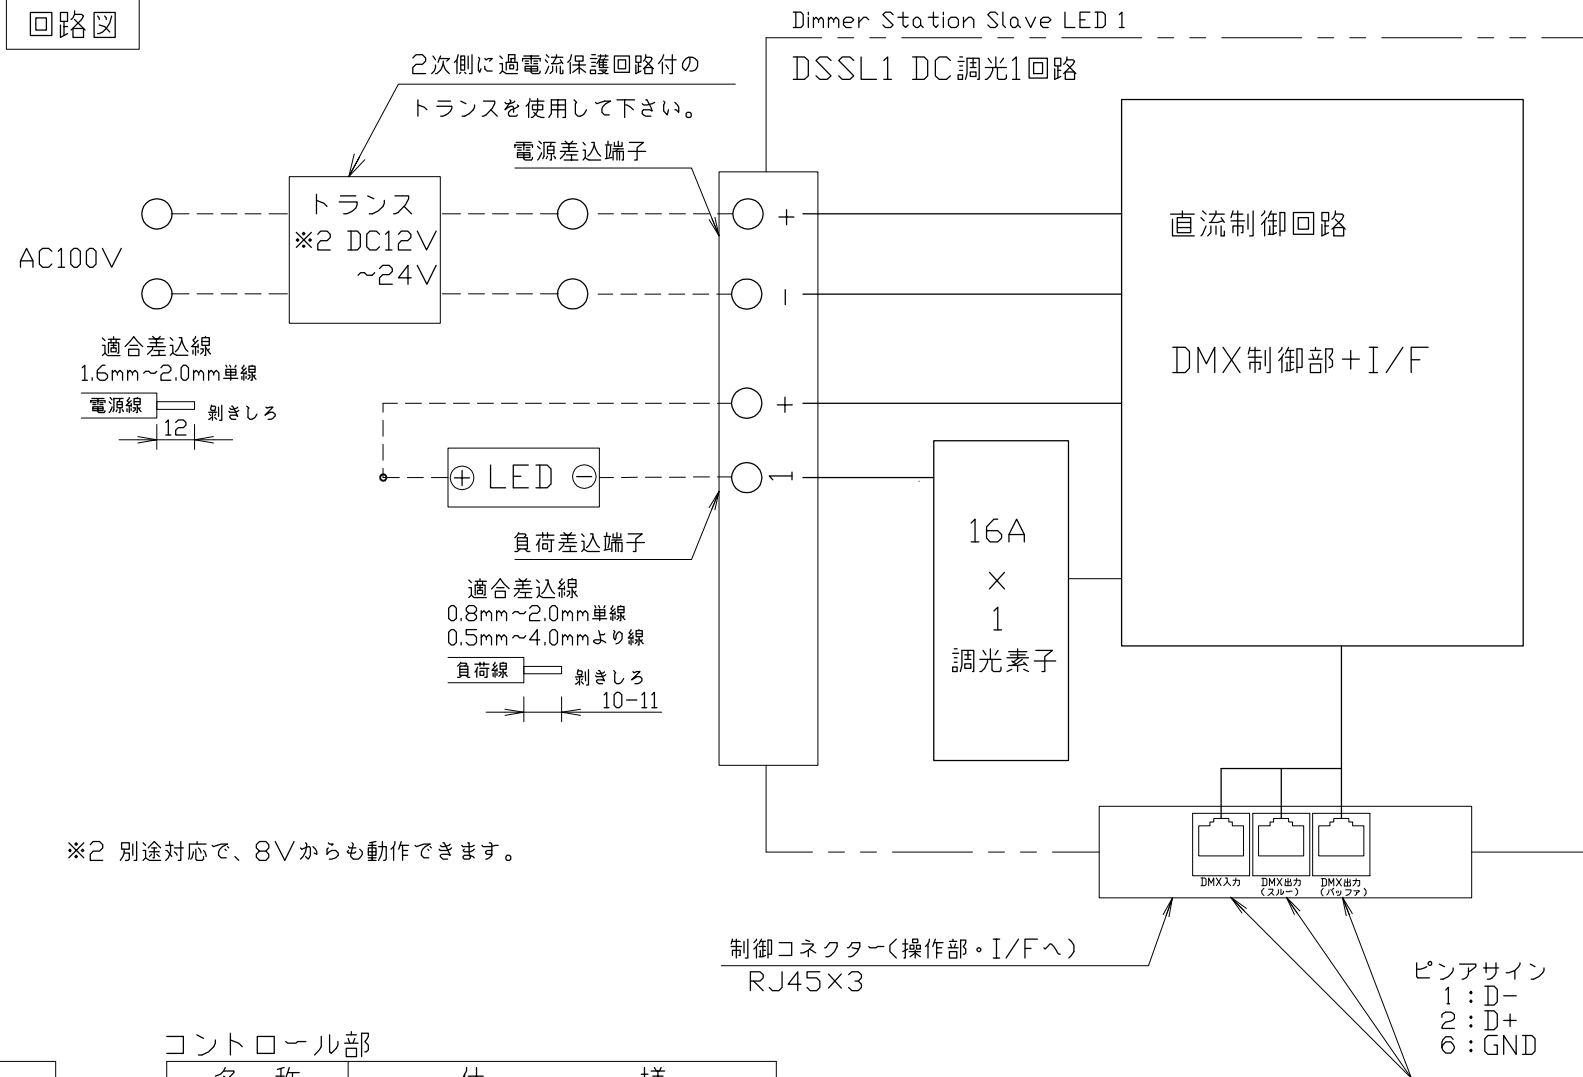 回路図
Dimmer Station Slave LED 1
DSSL1 DC調光1回路
2次側に過電流保護回路付の
トランスを使用して下さい。
電源差込端子
トランス
※2 DC12V
~24V
AC100V
+
−
直流制御回路
DMX制御部+I/F
適合差込線
1.6mm~2.0mm単線
電源線
剝きしろ
12
+
+ LED −
1
負荷差込端子
16A
×
1
調光素子
適合差込線
0.8mm~2.0mm単線
0.5mm~4.0mmより線
負荷線
剝きしろ
10-11
※2 別途対応で、8Vからも動作できます。
DMX入力
DMX出力
(スルー)
DMX出力
(バッファ)
制御コネクター(操作部・I/Fへ)
RJ45×3
ピンアサイン
1:D-
2:D+
6:GND
コントロール部
名 称
仕 様